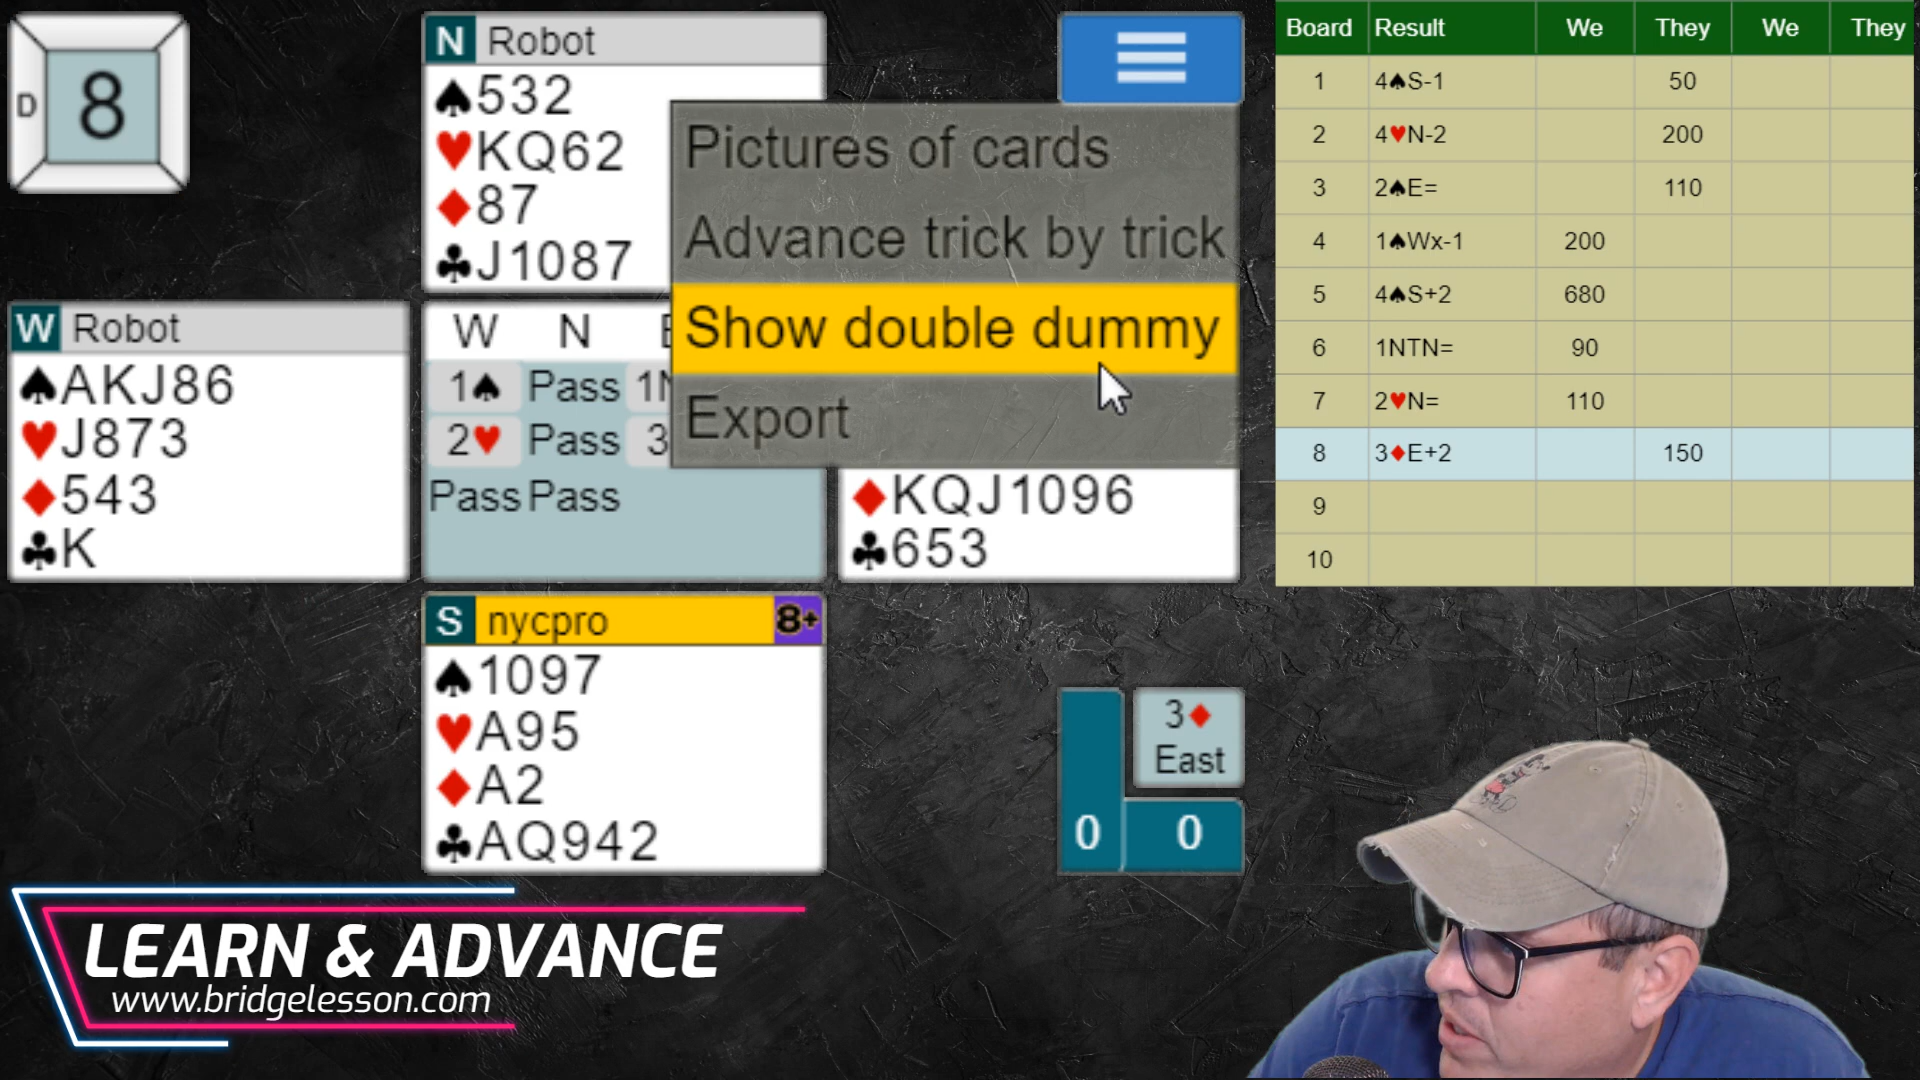 D 8
N Robot
♠532
♥KQ62
♦87
♣J1087
Pictures of cards
Advance trick by trick
Show double dummy
Export
W Robot
♠AKJ86
♥J873
♦543
♣K
W N
1♠ Pass
2♥ Pass 3
Pass Pass
♦KQJ1096
♣653
S nycpro 8+
♠1097
♥A95
♦A2
♣AQ942
3♦
East
0 0
Board Result We They We They
1 4♠S-1 50
2 4♥N-2 200
3 2♠E= 110
4 1♠Wx-1 200
5 4♠S+2 680
6 1NTN= 90
7 2♥N= 110
8 3♦E+2 150
9
10
LEARN & ADVANCE
www.bridgelesson.com